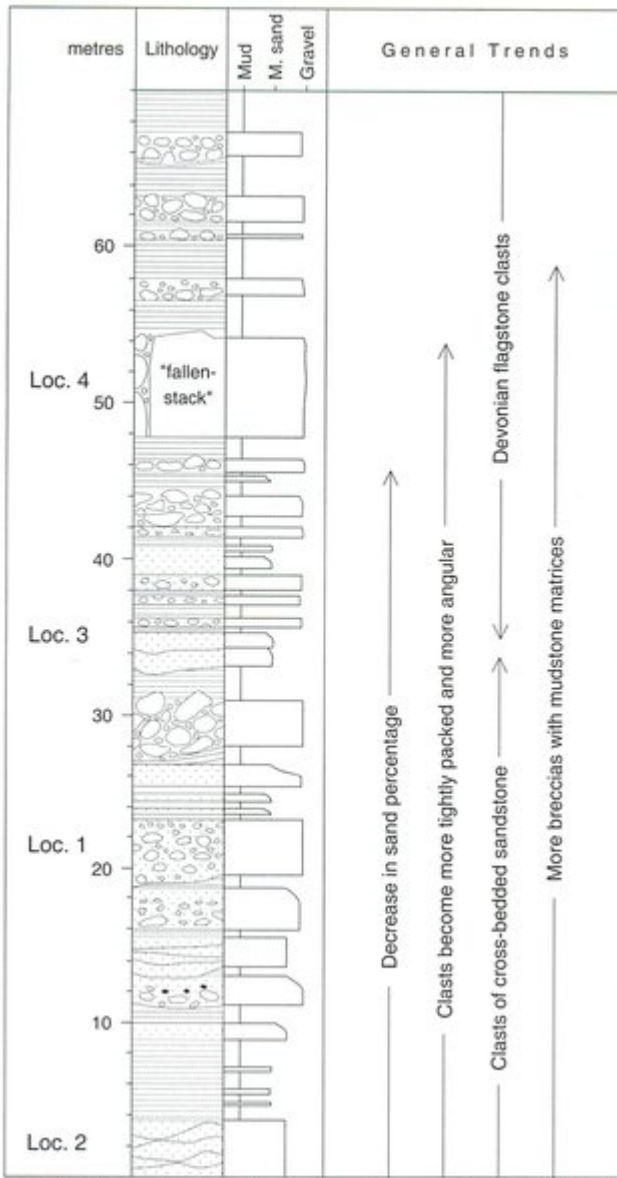 metres
Lithology
Mud
M. sand
Gravel
General Trends
60
Loc. 4
50
"fallen-
stack"
40
Loc. 3
30
Loc. 1
20
10
Loc. 2
Decrease in sand percentage
Clasts become more tightly packed and more angular
Devonian flagstone clasts
Clasts of cross-bedded sandstone
More breccias with mudstone matrices